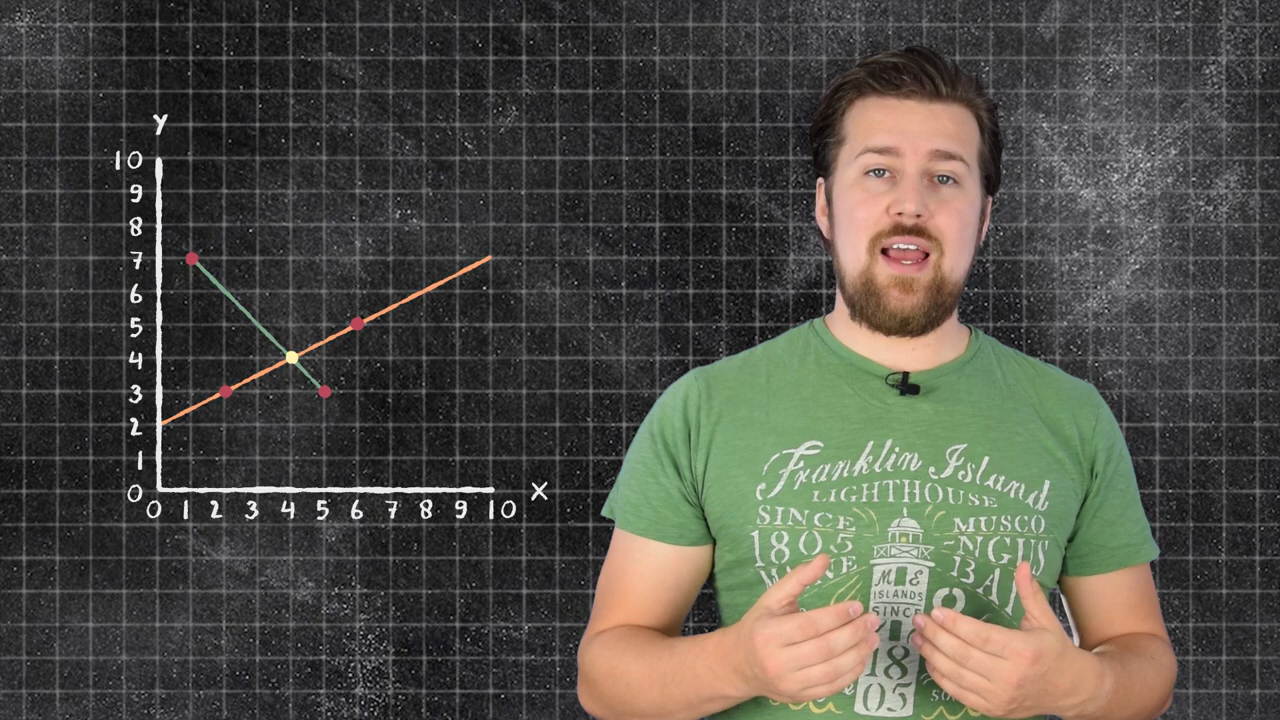 y
10
9
8
7
6
5
4
3
2
1
0
0 1 2 3 4 5 6 7 8 9 10
x
Franklin Island
LIGHTHOUSE
SINCE MUSCO
1805 -NGUS
MAINE BAY
M E
ISLANDS
SINCE
18
05